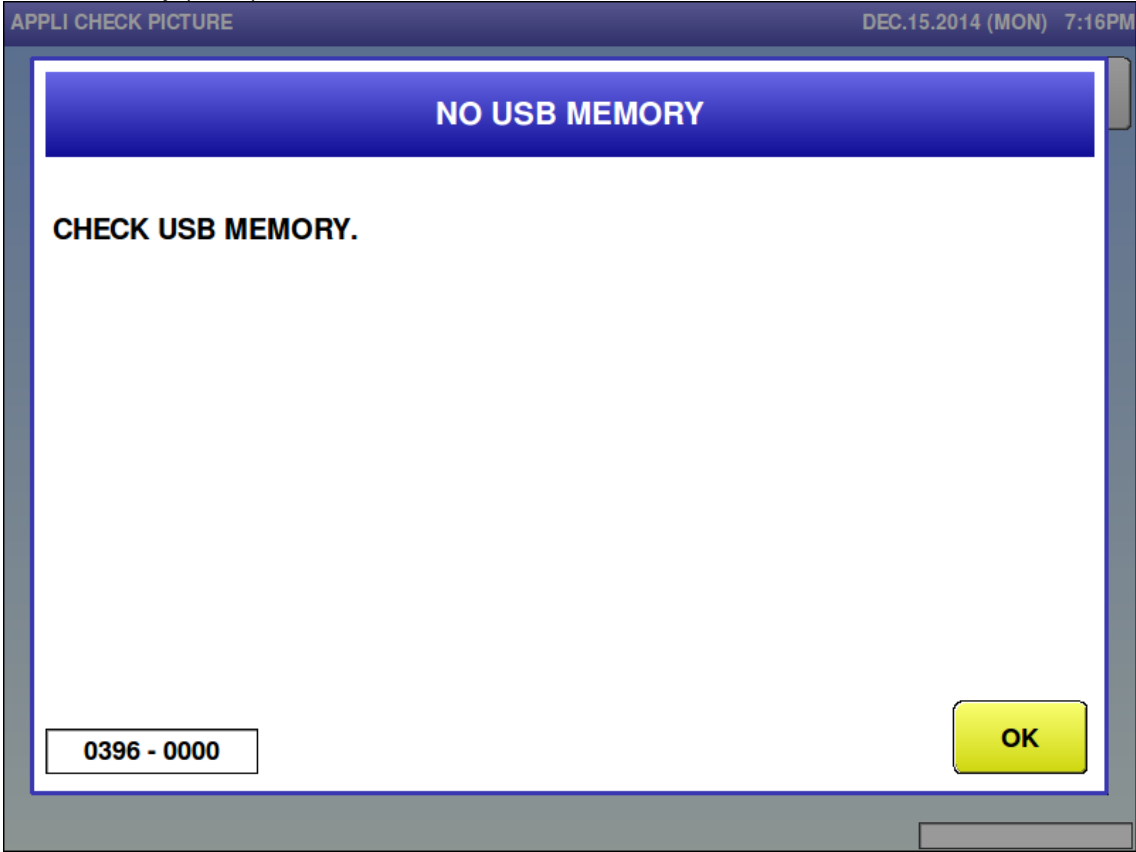 APPLI CHECK PICTURE DEC.15.2014 (MON) 7:16PM
NO USB MEMORY
CHECK USB MEMORY.
0396 - 0000
OK